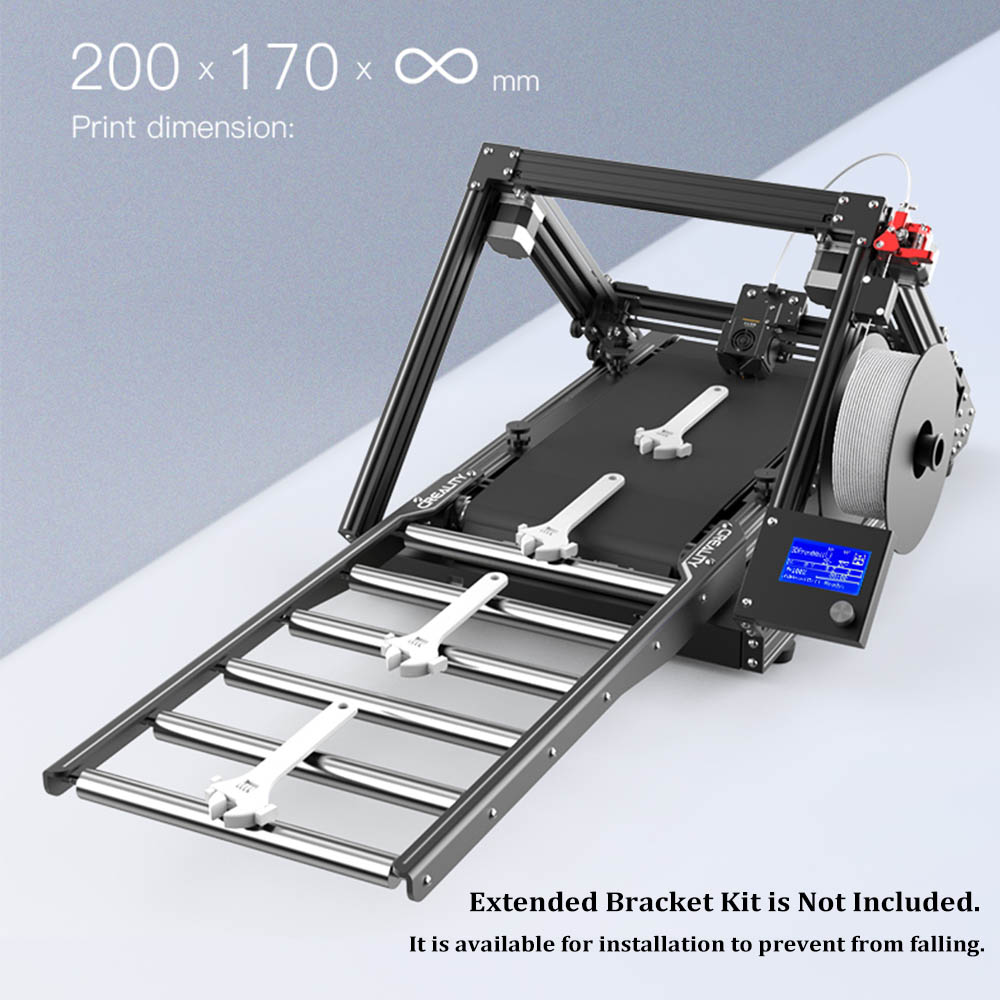 200 x 170 x ∞ mm
Print dimension:
CREALITY
CREALITY
Extended Bracket Kit is Not Included.
It is available for installation to prevent from falling.